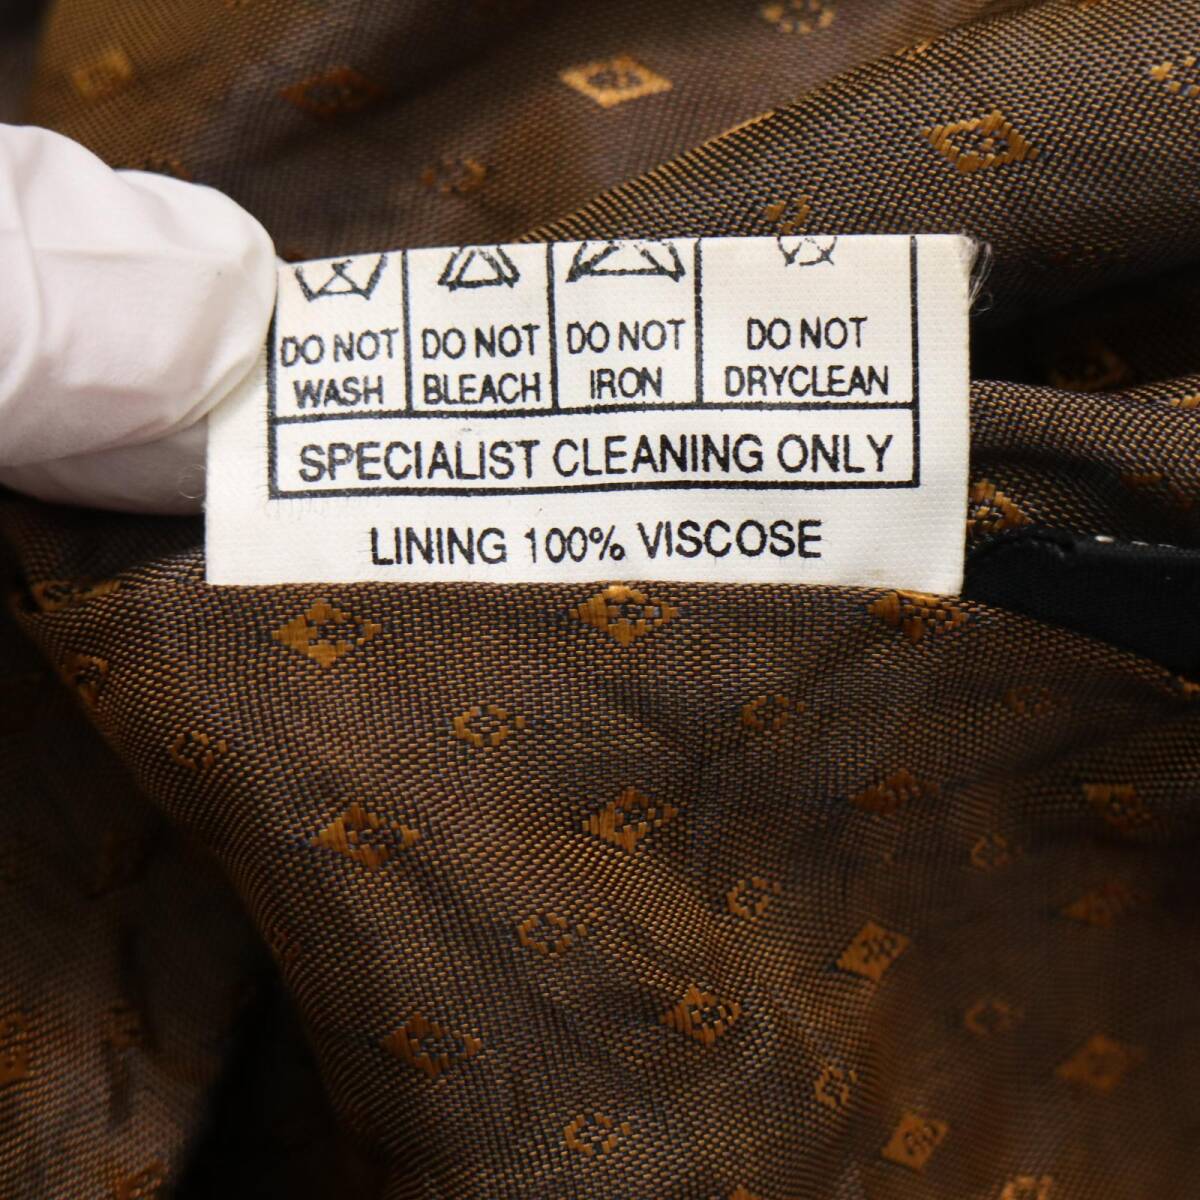 DO NOT WASH
DO NOT BLEACH
DO NOT IRON
DO NOT DRYCLEAN
SPECIALIST CLEANING ONLY
LINING 100% VISCOSE